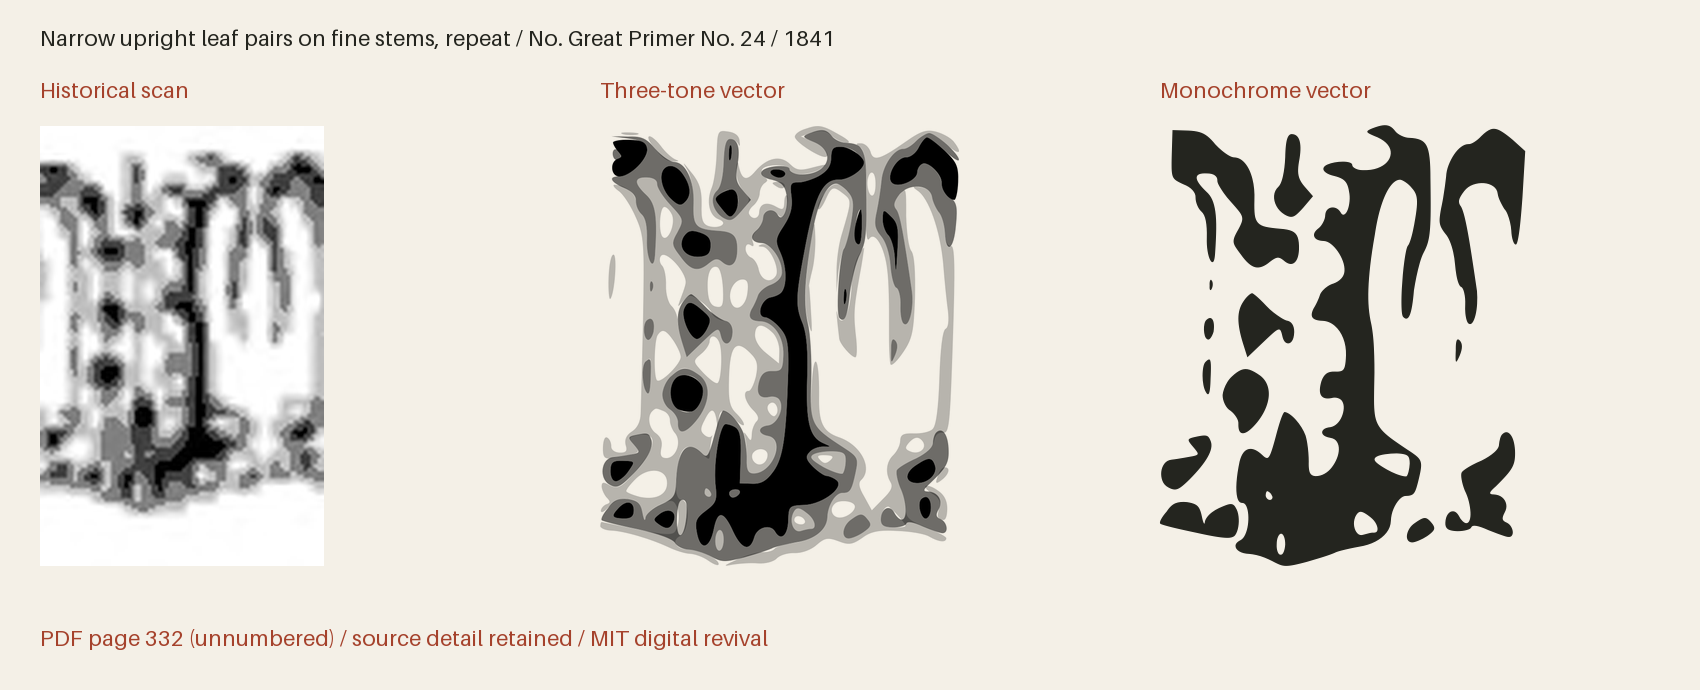 Narrow upright leaf pairs on fine stems, repeat / No. Great Primer No. 24 / 1841
Historical scan
Three-tone vector
Monochrome vector
PDF page 332 (unnumbered) / source detail retained / MIT digital revival